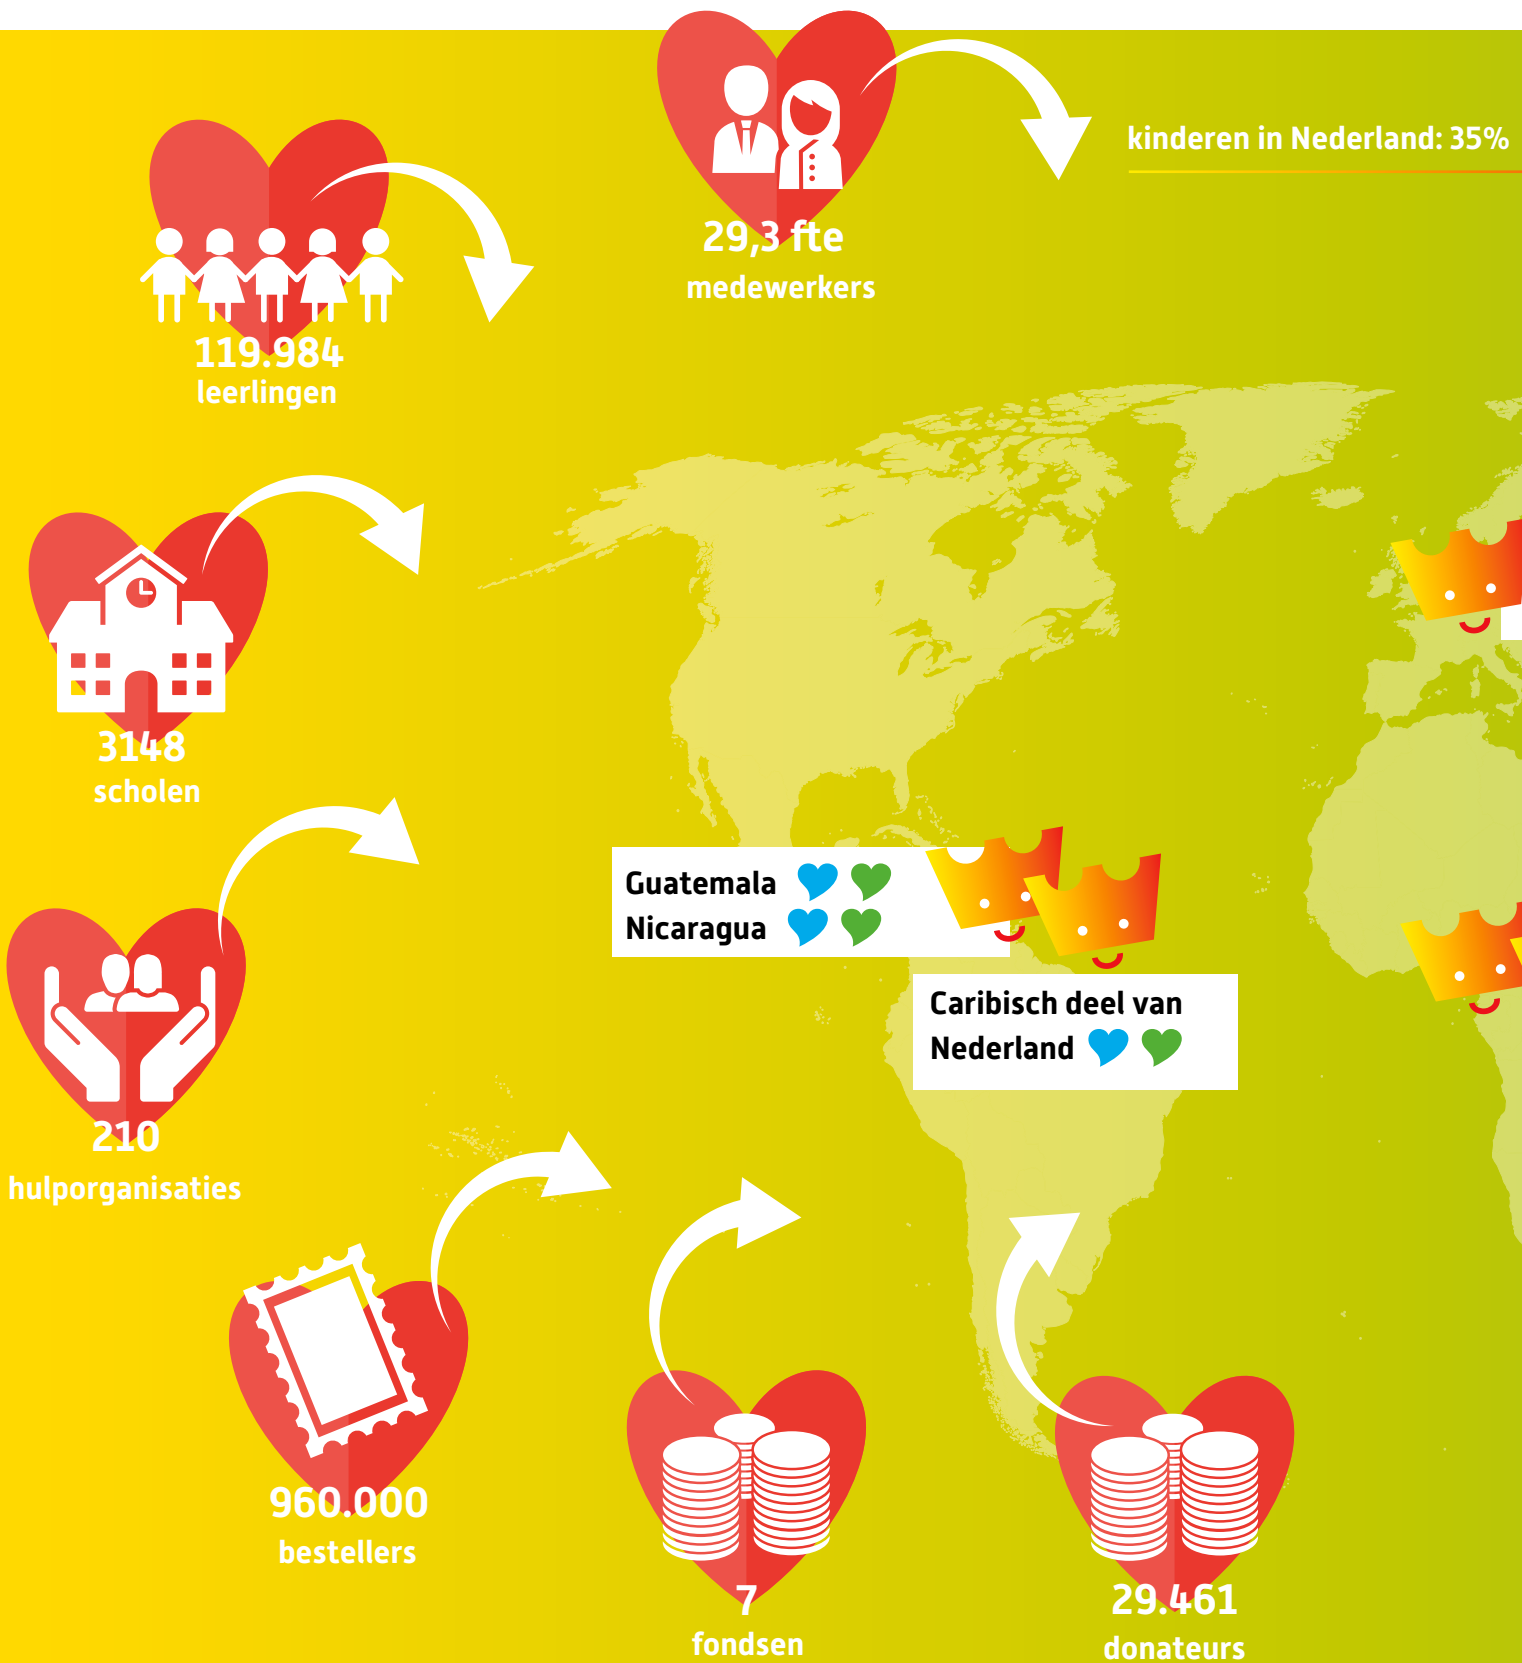 29,3 fte
medewerkers
kinderen in Nederland: 35%
119.984
leerlingen
3148
scholen
Guatemala
Nicaragua
Caribisch deel van
Nederland
210
hulporganisaties
960.000
bestellers
7
fondsen
29.461
donateurs